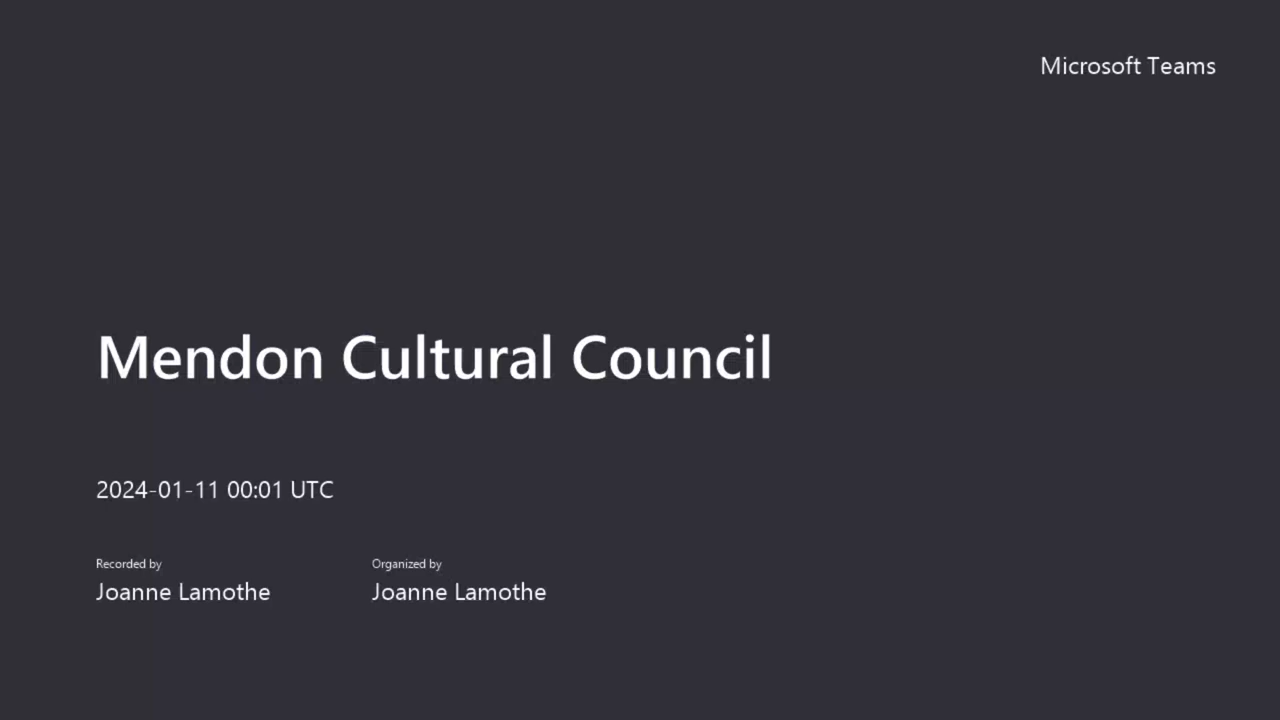 Microsoft Teams
Mendon Cultural Council
2024-01-11 00:01 UTC
Recorded by
Organized by
Joanne Lamothe
Joanne Lamothe